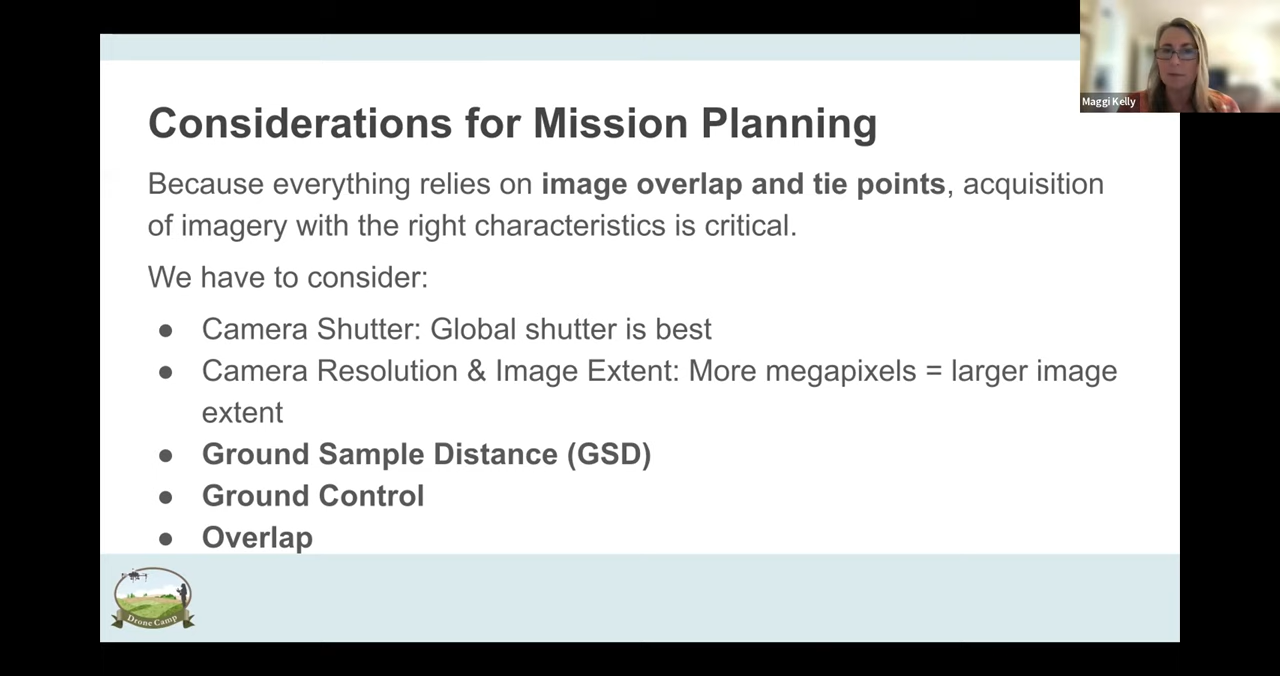 Maggi Kelly
Considerations for Mission Planning
Because everything relies on image overlap and tie points, acquisition
of imagery with the right characteristics is critical.
We have to consider:
● Camera Shutter: Global shutter is best
● Camera Resolution & Image Extent: More megapixels = larger image
extent
● Ground Sample Distance (GSD)
● Ground Control
● Overlap
Drone Camp